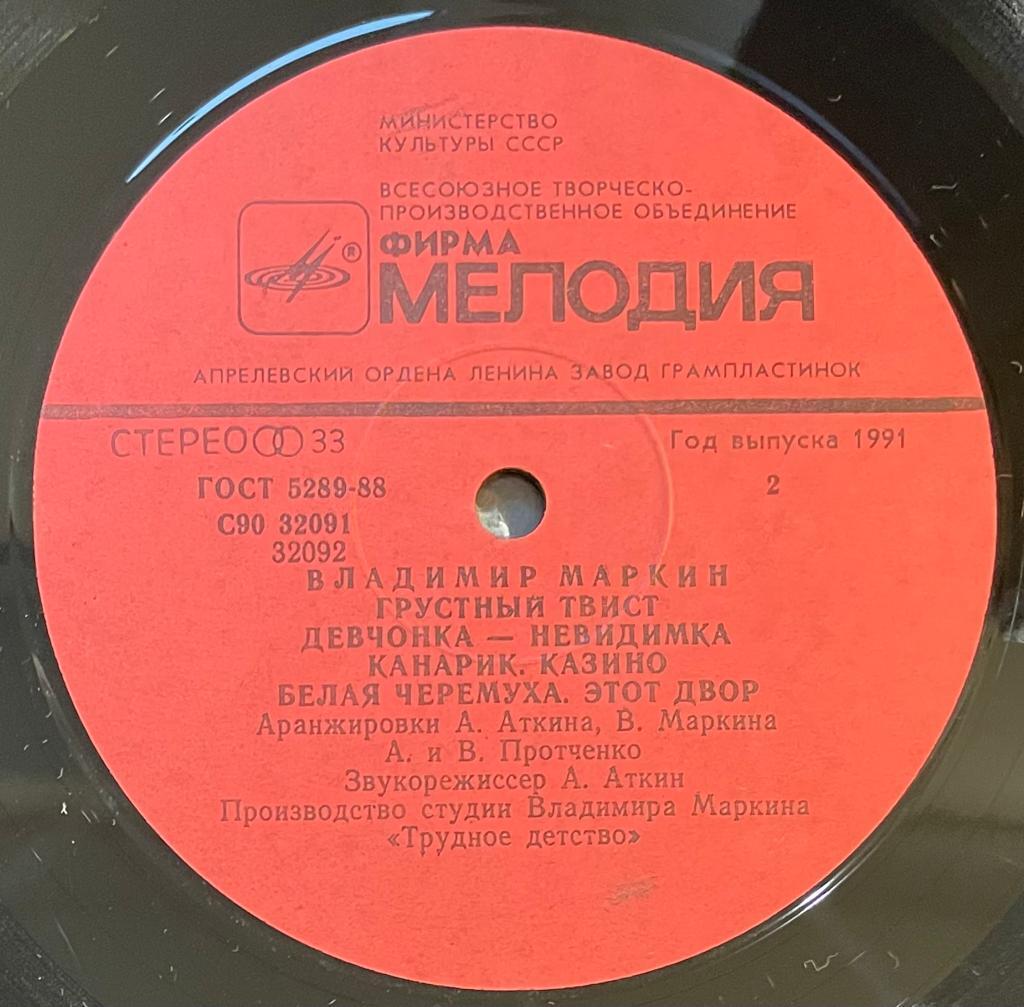 МИНИСТЕРСТВО
КУЛЬТУРЫ СССР
ВСЕСОЮЗНОЕ ТВОРЧЕСКО-
ПРОИЗВОДСТВЕННОЕ ОБЪЕДИНЕНИЕ
®
ФИРМА
МЕЛОДИЯ
АПРЕЛЕВСКИЙ ОРДЕНА ЛЕНИНА ЗАВОД ГРАМПЛАСТИНОК
СТЕРЕО 33
Год выпуска 1991
ГОСТ 5289-88
2
С90 32091
32092
ВЛАДИМИР МАРКИН
ГРУСТНЫЙ ТВИСТ
ДЕВЧОНКА — НЕВИДИМКА
КАНАРИК. КАЗИНО
БЕЛАЯ ЧЕРЕМУХА. ЭТОТ ДВОР
Аранжировки А. Аткина, В. Маркина
А. и В. Протченко
Звукорежиссер А. Аткин
Производство студии Владимира Маркина
«Трудное детство»